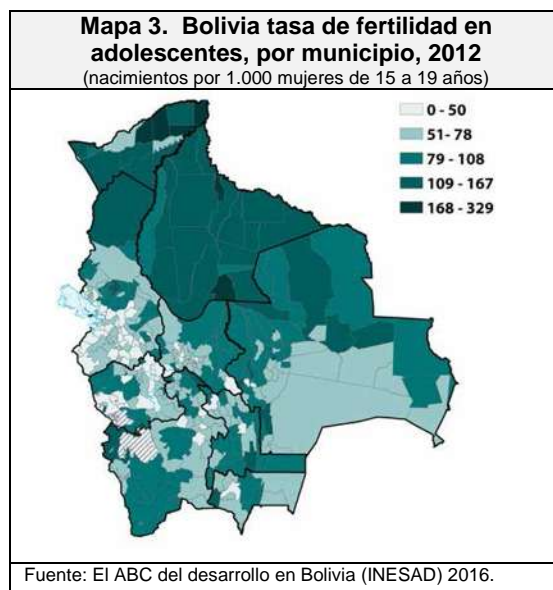 Mapa 3. Bolivia tasa de fertilidad en
adolescentes, por municipio, 2012
(nacimientos por 1.000 mujeres de 15 a 19 años)
0 - 50
51- 78
79 - 108
109 - 167
168 - 329
Fuente: El ABC del desarrollo en Bolivia (INESAD) 2016.